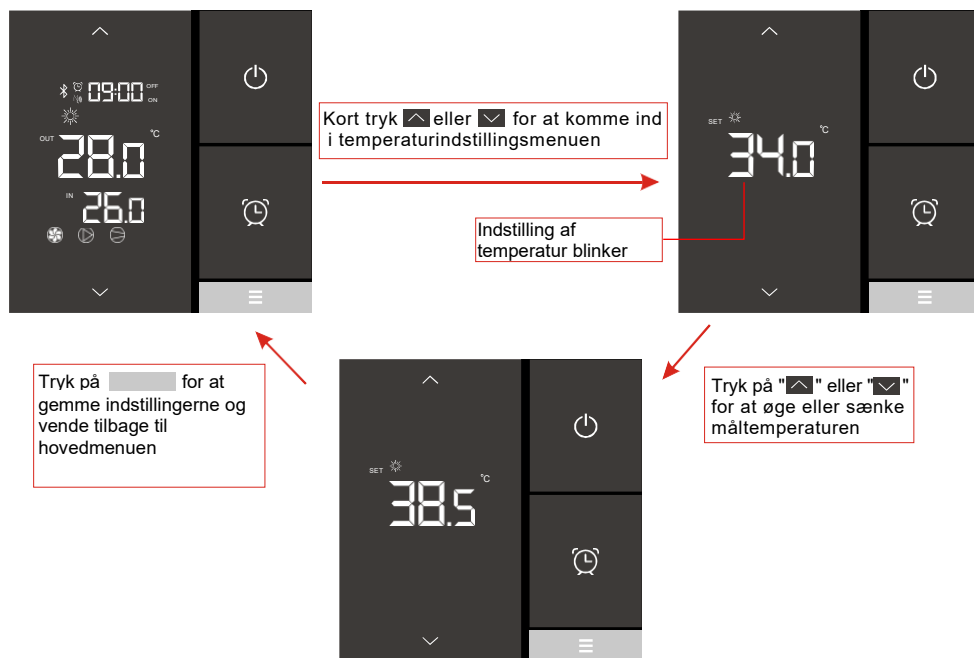 09:00 OFF
ON
OUT 28.0 °C
IN 26.0
Kort tryk eller for at komme ind
i temperaturindstillingsmenuen
SET 34.0 °C
Indstilling af
temperatur blinker
Tryk på " " eller " "
for at øge eller sænke
måltemperaturen
SET 38.5 °C
Tryk på for at
gemme indstillingerne og
vende tilbage til
hovedmenuen